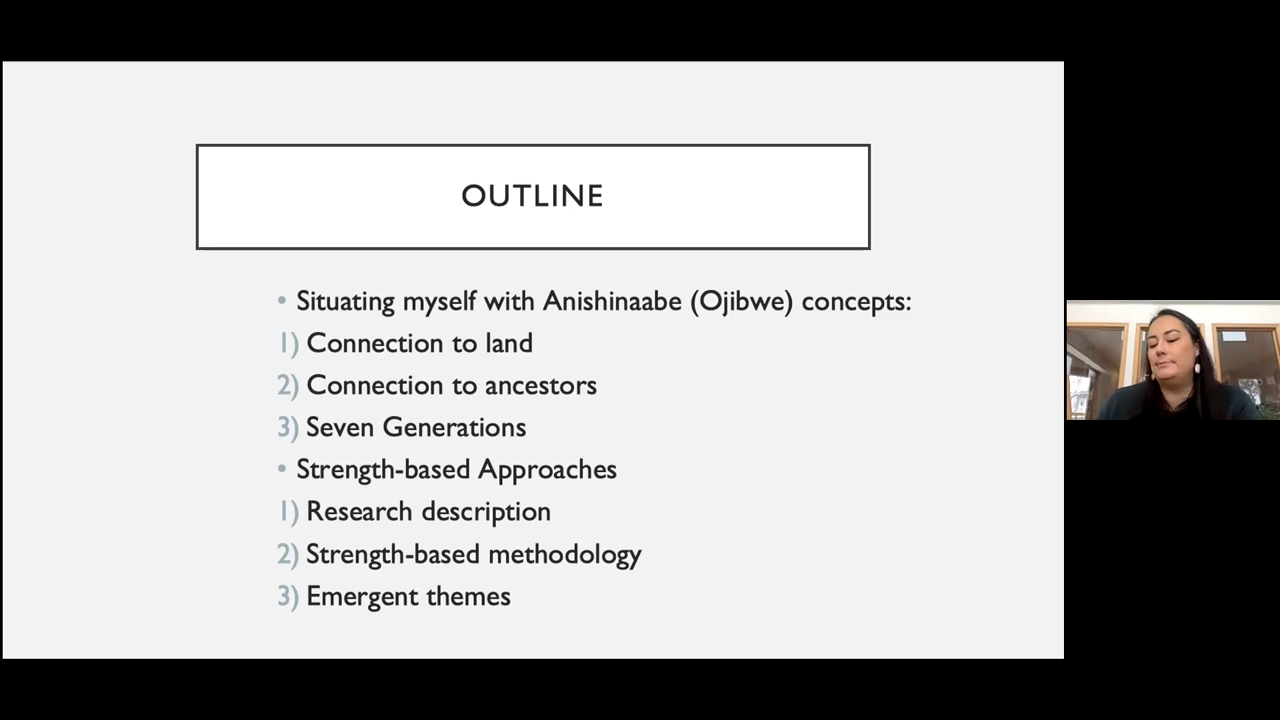 OUTLINE
• Situating myself with Anishinaabe (Ojibwe) concepts:
1) Connection to land
2) Connection to ancestors
3) Seven Generations
• Strength-based Approaches
1) Research description
2) Strength-based methodology
3) Emergent themes